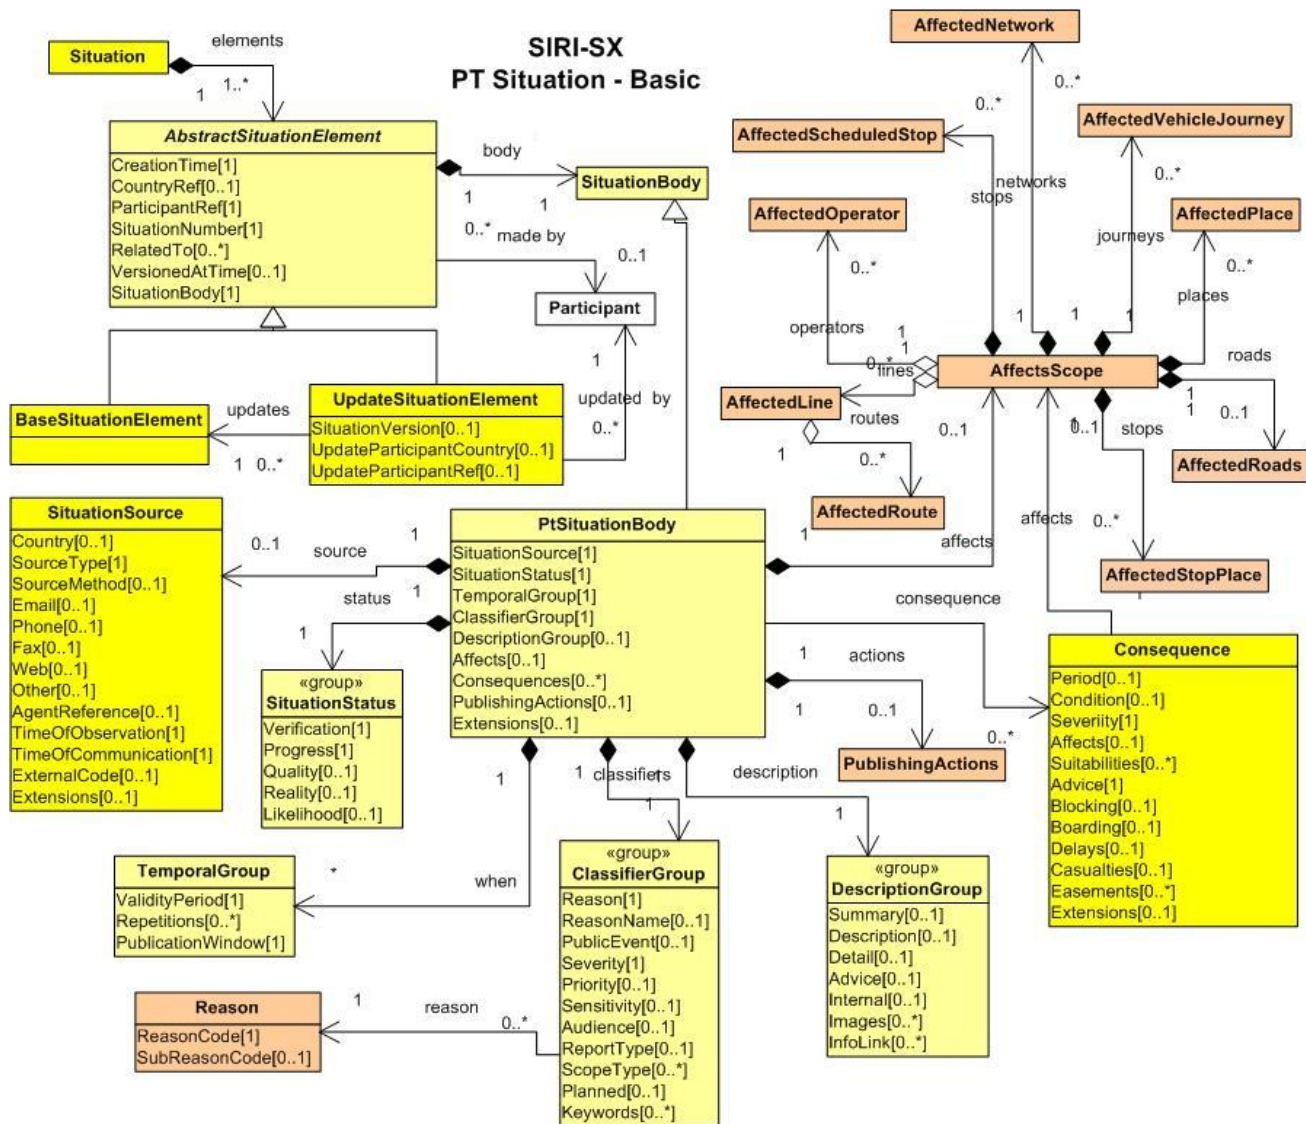 SIRI-SX
PT Situation - Basic
Situation
elements
1
1..*
AbstractSituationElement
CreationTime[1]
CountryRef[0..1]
ParticipantRef[1]
SituationNumber[1]
RelatedTo[0..*]
VersionedAtTime[0..1]
SituationBody[1]
body
1
1
SituationBody
0..*
made by
0..1
Participant
1
updated by
0..*
BaseSituationElement
updates
1
0..*
UpdateSituationElement
SituationVersion[0..1]
UpdateParticipantCountry[0..1]
UpdateParticipantRef[0..1]
AffectedNetwork
0..*
AffectedScheduledStop
0..*
AffectedVehicleJourney
0..*
networks
stops
AffectedOperator
0..*
journeys
AffectedPlace
0..*
places
operators
1
1
1
1
1
1
0..*
lines
AffectsScope
roads
1
1
0..1
AffectedLine
routes
1
0..*
0..1
1
0..1
stops
AffectedRoads
AffectedRoute
SituationSource
Country[0..1]
SourceType[1]
SourceMethod[0..1]
Email[0..1]
Phone[0..1]
Fax[0..1]
Web[0..1]
Other[0..1]
AgentReference[0..1]
TimeOfObservation[1]
TimeOfCommunication[1]
ExternalCode[0..1]
Extensions[0..1]
0..1
source
1
status
1
1
PtSituationBody
SituationSource[1]
SituationStatus[1]
TemporalGroup[1]
ClassifierGroup[1]
DescriptionGroup[0..1]
Affects[0..1]
Consequences[0..*]
PublishingActions[0..1]
Extensions[0..1]
1
affects
affects
0..*
AffectedStopPlace
consequence
1
actions
1
0..1
0..*
PublishingActions
«group»
SituationStatus
Verification[1]
Progress[1]
Quality[0..1]
Reality[0..1]
Likelihood[0..1]
Consequence
Period[0..1]
Condition[0..1]
Severiity[1]
Affects[0..1]
Suitabilities[0..*]
Advice[1]
Blocking[0..1]
Boarding[0..1]
Delays[0..1]
Casualties[0..1]
Easements[0..*]
Extensions[0..1]
1
1
classifiers
1
description
1
1
TemporalGroup
ValidityPeriod[1]
Repetitions[0..*]
PublicationWindow[1]
*
when
«group»
ClassifierGroup
Reason[1]
ReasonName[0..1]
PublicEvent[0..1]
Severity[1]
Priority[0..1]
Sensitivity[0..1]
Audience[0..1]
ReportType[0..1]
ScopeType[0..*]
Planned[0..1]
Keywords[0..*]
«group»
DescriptionGroup
Summary[0..1]
Description[0..1]
Detail[0..1]
Advice[0..1]
Internal[0..1]
Images[0..*]
InfoLink[0..*]
Reason
ReasonCode[1]
SubReasonCode[0..1]
1
reason
0..*